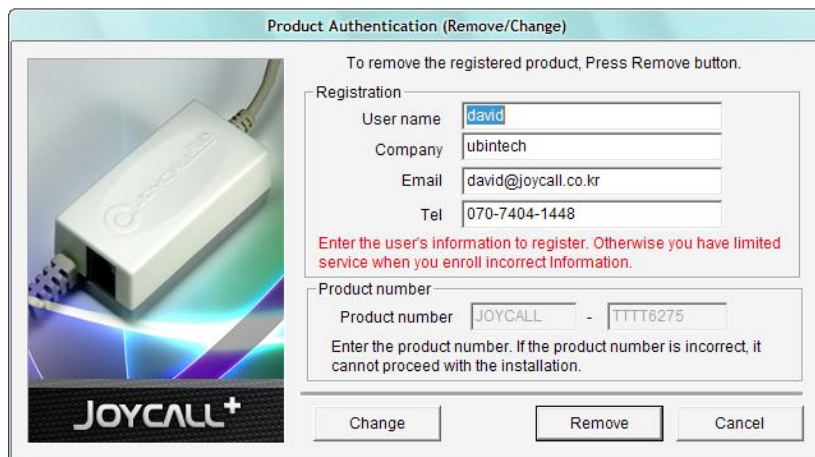 Product Authentication (Remove/Change)
To remove the registered product, Press Remove button.
Registration
User name david
Company ubintech
Email david@joycall.co.kr
Tel 070-7404-1448
Enter the user's information to register. Otherwise you have limited
service when you enroll incorrect Information.
Product number
Product number JOYCALL - TTTT6275
Enter the product number. If the product number is incorrect, it
cannot proceed with the installation.
JOYCALL+
Change Remove Cancel